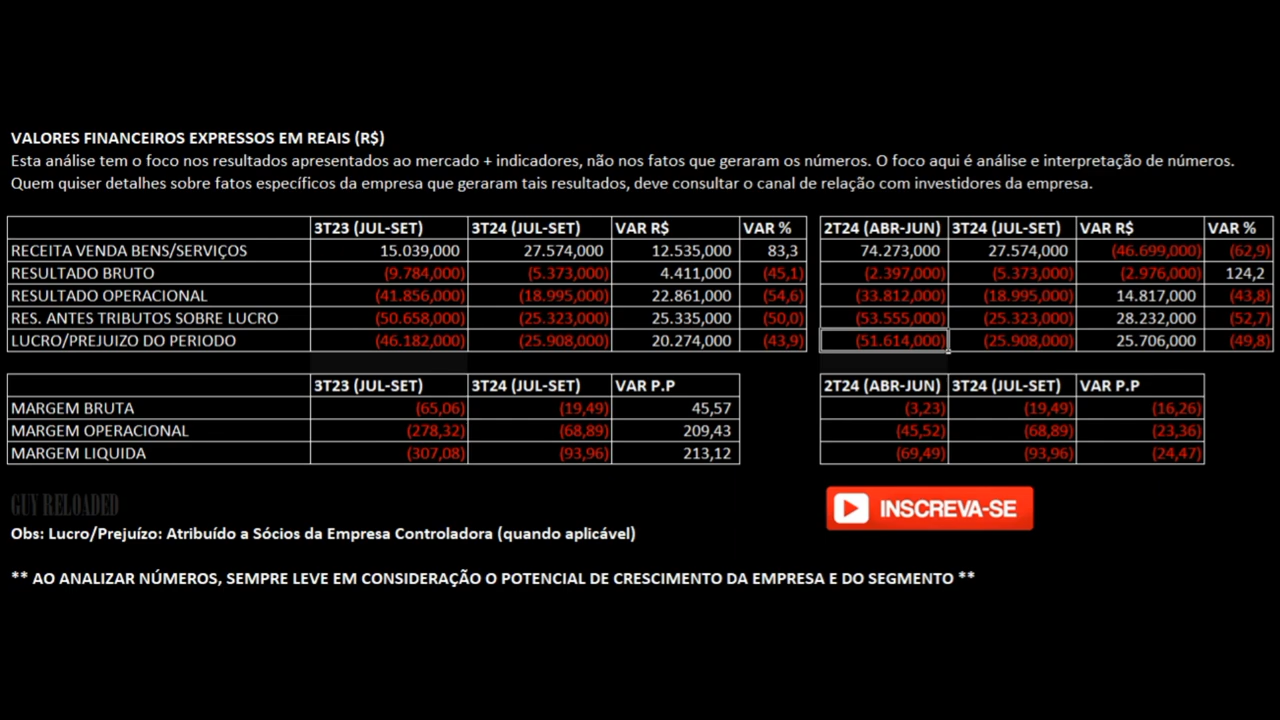 VALORES FINANCEIROS EXPRESSOS EM REAIS (R$)
Esta análise tem o foco nos resultados apresentados ao mercado + indicadores, não nos fatos que geraram os números. O foco aqui é análise e interpretação de números.
Quem quiser detalhes sobre fatos específicos da empresa que geraram tais resultados, deve consultar o canal de relação com investidores da empresa.
3T23 (JUL-SET) 3T24 (JUL-SET) VAR R$ VAR % 2T24 (ABR-JUN) 3T24 (JUL-SET) VAR R$ VAR %
RECEITA VENDA BENS/SERVIÇOS 15.039,000 27.574,000 12.535,000 83,3 74.273,000 27.574,000 (46.699,000) (62,9)
RESULTADO BRUTO (9.784,000) (5.373,000) 4.411,000 (45,1) (2.397,000) (5.373,000) (2.976,000) 124,2
RESULTADO OPERACIONAL (41.856,000) (18.995,000) 22.861,000 (54,6) (33.812,000) (18.995,000) 14.817,000 (43,8)
RES. ANTES TRIBUTOS SOBRE LUCRO (50.658,000) (25.323,000) 25.335,000 (50,0) (53.555,000) (25.323,000) 28.232,000 (52,7)
LUCRO/PREJUIZO DO PERIODO (46.182,000) (25.908,000) 20.274,000 (43,9) (51.614,000) (25.908,000) 25.706,000 (49,8)
3T23 (JUL-SET) 3T24 (JUL-SET) VAR P.P 2T24 (ABR-JUN) 3T24 (JUL-SET) VAR P.P
MARGEM BRUTA (65,06) (19,49) 45,57 (3,23) (19,49) (16,26)
MARGEM OPERACIONAL (278,32) (68,89) 209,43 (45,52) (68,89) (23,36)
MARGEM LIQUIDA (307,08) (93,96) 213,12 (69,49) (93,96) (24,47)
GUY RELOADED
INSCREVA-SE
Obs: Lucro/Prejuízo: Atribuído a Sócios da Empresa Controladora (quando aplicável)
** AO ANALIZAR NÚMEROS, SEMPRE LEVE EM CONSIDERAÇÃO O POTENCIAL DE CRESCIMENTO DA EMPRESA E DO SEGMENTO **